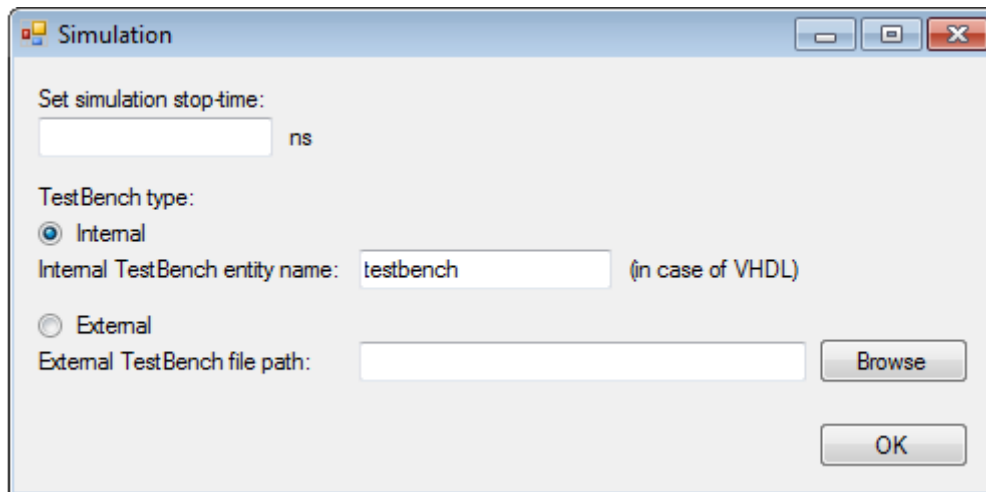 Simulation
Set simulation stop-time:
ns
TestBench type:
Internal
Internal TestBench entity name: testbench (in case of VHDL)
External
External TestBench file path: Browse
OK